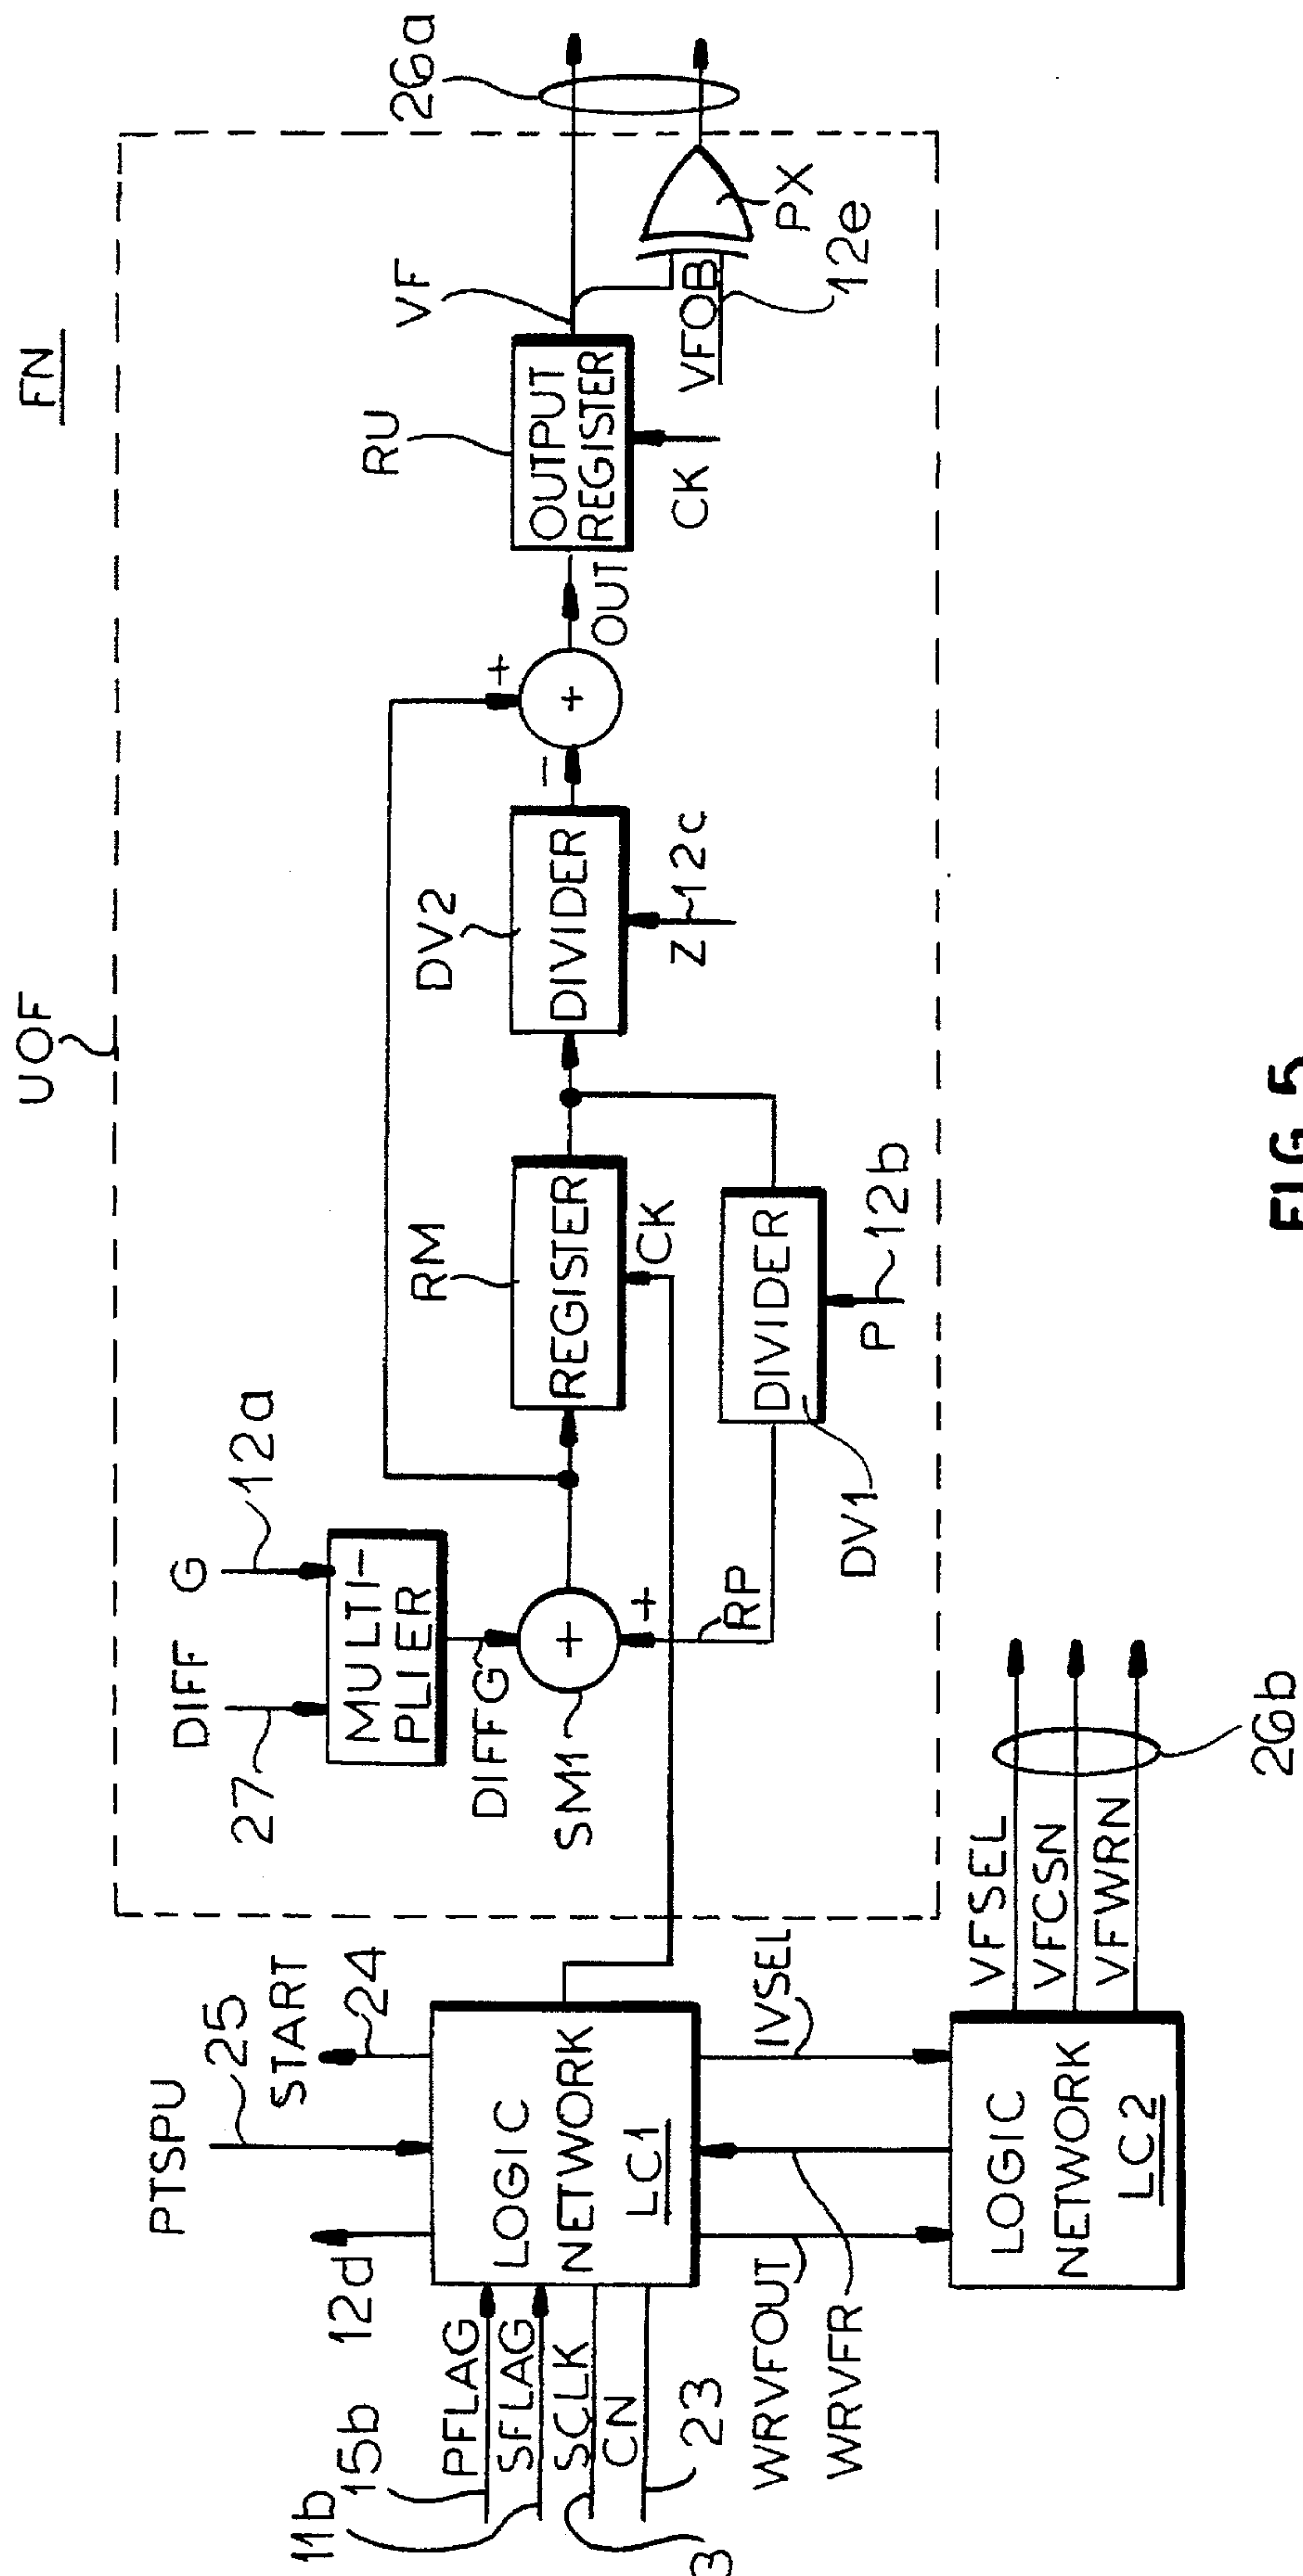 FN
UOF
26a
VF
PX
VFOB
12e
RU
OUTPUT
REGISTER
CK
OUT
+
+
−
DV2
DIVIDER
Z
12c
RM
REGISTER
CK
DIVIDER
P
12b
DV1
RP
DIFF
G
12a
27
MULTI-
PLIER
DIFFG
SM1
+
+
PTSPU
25
START
24
12d
LOGIC
NETWORK
LC1
PFLAG
SFLAG
SCLK
CN
11b
15b
3
23
IVSEL
WRVFOUT
WRVFR
LOGIC
NETWORK
LC2
VFSEL
VFCSN
VFWRN
26b
FIG 5